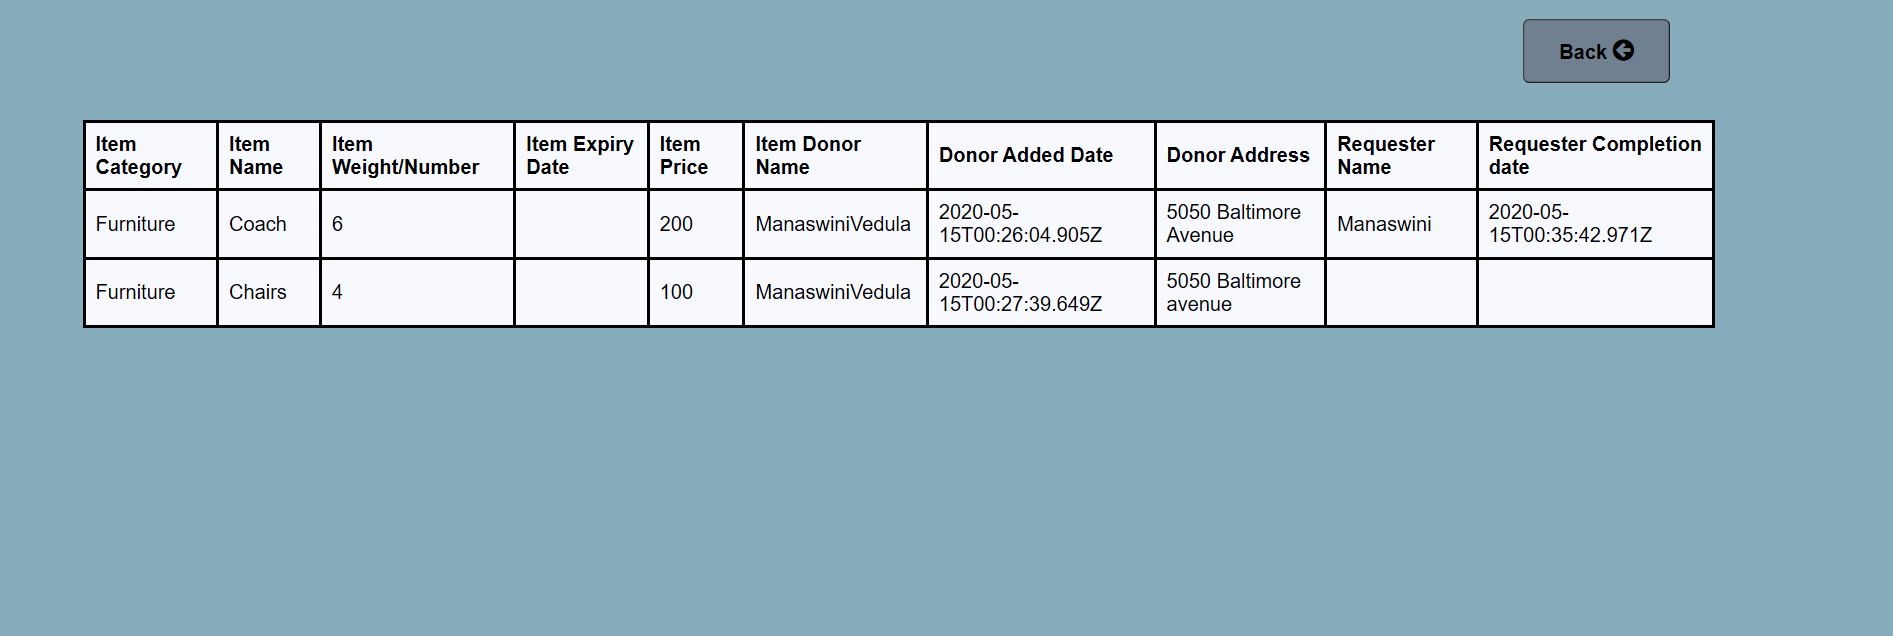 Back
Item Category
Item Name
Item Weight/Number
Item Expiry Date
Item Price
Item Donor Name
Donor Added Date
Donor Address
Requester Name
Requester Completion date
Furniture
Coach
6
200
ManaswiniVedula
2020-05-
15T00:26:04.905Z
5050 Baltimore
Avenue
Manaswini
2020-05-
15T00:35:42.971Z
Furniture
Chairs
4
100
ManaswiniVedula
2020-05-
15T00:27:39.649Z
5050 Baltimore
avenue